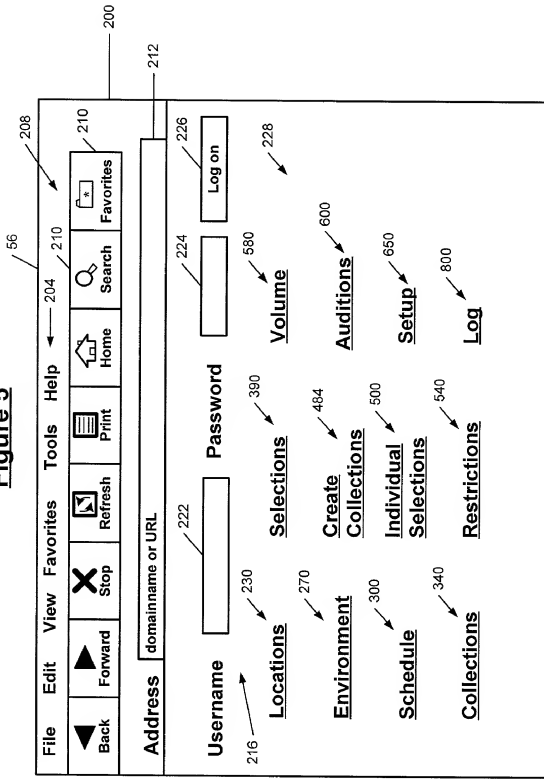 Figure 5
56
208
200
File Edit View Favorites Tools Help 204
210
210
Back Forward Stop Refresh Print Home Search Favorites
212
Address domainname or URL
222
224
226
Username Password Log on
216
228
230
390
580
Locations Selections Volume
270
484
600
Environment Create Collections Auditions
300
500
650
Schedule Individual Selections Setup
340
540
800
Collections Restrictions Log